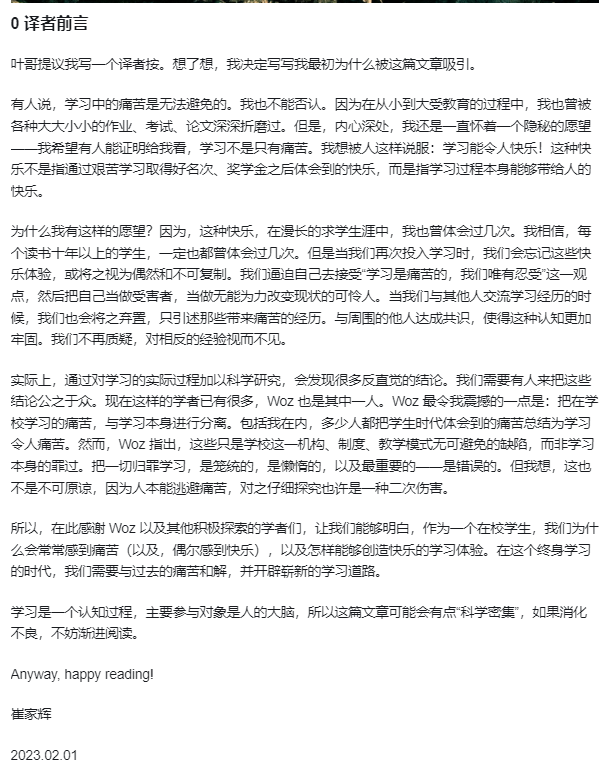 0 译者前言
叶哥提议我写一个译者按。想了想，我决定写写我最初为什么被这篇文章吸引。
有人说，学习中的痛苦是无法避免的。我也不能否认。因为在从小到大受教育的过程中，我也曾被
各种大大小小的作业、考试、论文深深折磨过。但是，内心深处，我还是一直怀着一个隐秘的愿望
——我希望有人能证明给我看，学习不是只有痛苦。我想被人这样说服：学习能令人快乐！这种快
乐不是指通过艰苦学习取得好名次、奖学金之后体会到的快乐，而是指学习过程本身能够带给人的
快乐。
为什么我有这样的愿望？因为，这种快乐，在漫长的求学生涯中，我也曾体会过几次。我相信，每
个读书十年以上的学生，一定也都曾体会过几次。但是当我们再次投入学习时，我们会忘记这些快
乐体验，或将之视为偶然和不可复制。我们逼迫自己去接受“学习是痛苦的，我们唯有忍受”这一观
点，然后把自己当做受害者，当做无能为力改变现状的可怜人。当我们与其他人交流学习经历的时
候，我们也会将之弃置，只引述那些带来痛苦的经历。与周围的他人达成共识，使得这种认知更加
牢固。我们不再质疑，对相反的经验视而不见。
实际上，通过对学习的实际过程加以科学研究，会发现很多反直觉的结论。我们需要有人来把这些
结论公之于众。现在这样的学者已有很多，Woz 也是其中一人。Woz 最令我震撼的一点是：把在学
校学习的痛苦，与学习本身进行分离。包括我在内，多少人都把学生时代体会到的痛苦总结为学习
令人痛苦。然而，Woz 指出，这些只是学校这一机构、制度、教学模式无可避免的缺陷，而非学习
本身的罪过。把一切归罪学习，是笼统的，是懒惰的，以及最重要的——是错误的。但我想，这也
不是不可原谅，因为人本能逃避痛苦，对之仔细探究也许是一种二次伤害。
所以，在此感谢 Woz 以及其他积极探索的学者们，让我们能够明白，作为一个在校学生，我们为什
么会常常感到痛苦（以及，偶尔感到快乐），以及怎样能够创造快乐的学习体验。在这个终身学习
的时代，我们需要与过去的痛苦和解，并开辟崭新的学习道路。
学习是一个认知过程，主要参与对象是人的大脑，所以这篇文章可能会有点“科学密集”，如果消化
不良，不妨渐进阅读。
Anyway, happy reading!
崔家辉
2023.02.01